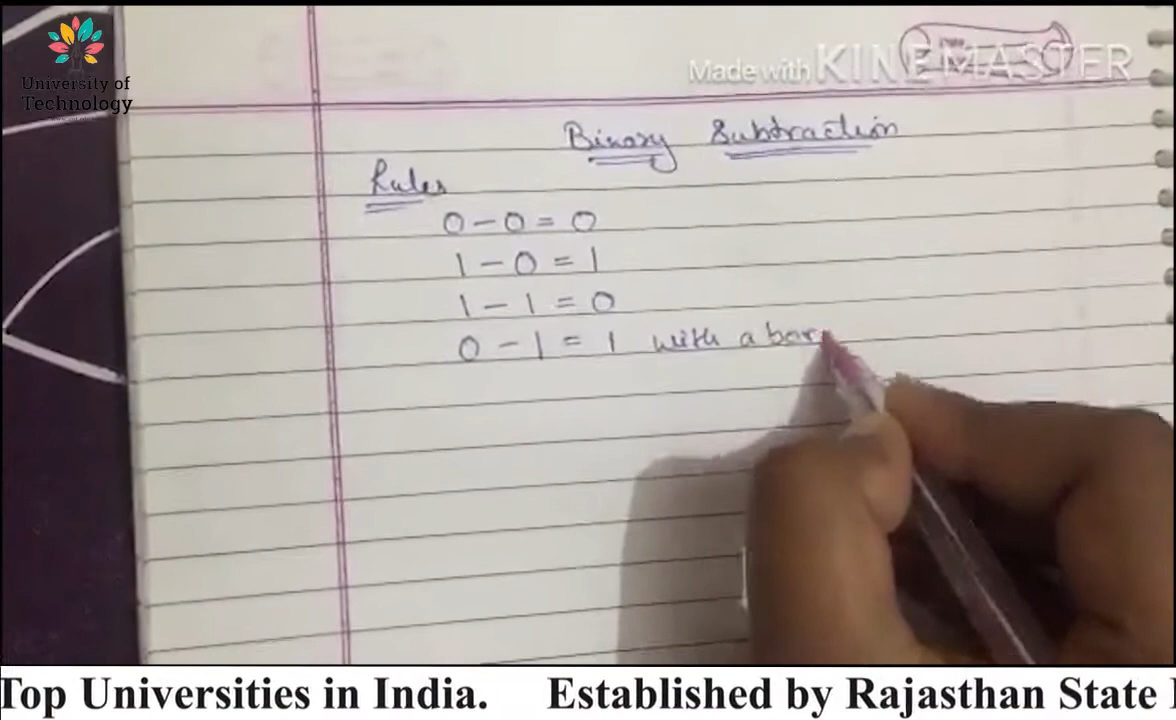 University of
Technology
Made with KINEMASTER
Binary Subtraction
Rules
0 - 0 = 0
1 - 0 = 1
1 - 1 = 0
0 - 1 = 1 with a bor
Top Universities in India. Established by Rajasthan State